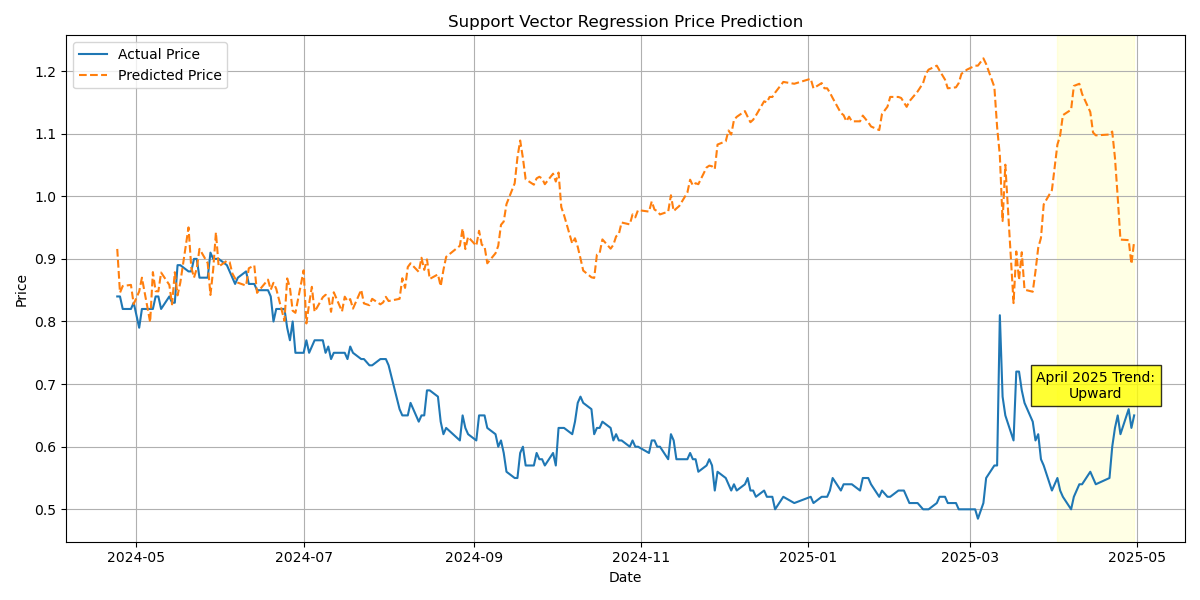 Support Vector Regression Price Prediction
Actual Price
Predicted Price
1.2
1.1
1.0
0.9
0.8
0.7
0.6
0.5
Price
April 2025 Trend:
Upward
2024-05
2024-07
2024-09
2024-11
2025-01
2025-03
2025-05
Date